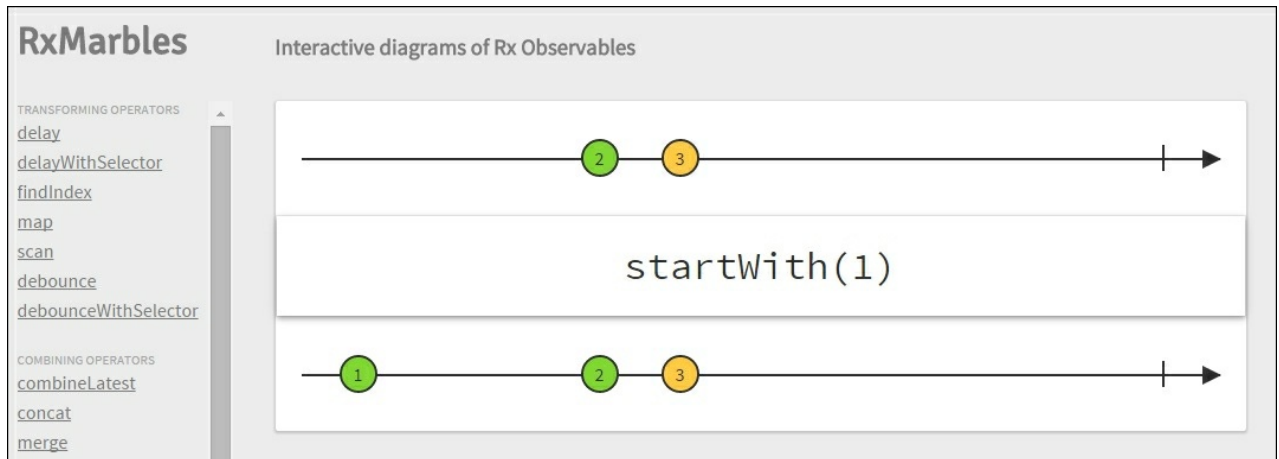 RxMarbles
Interactive diagrams of Rx Observables
TRANSFORMING OPERATORS
delay
delayWithSelector
findIndex
map
scan
debounce
debounceWithSelector
COMBINING OPERATORS
combineLatest
concat
merge
2 3
startWith(1)
1 2 3